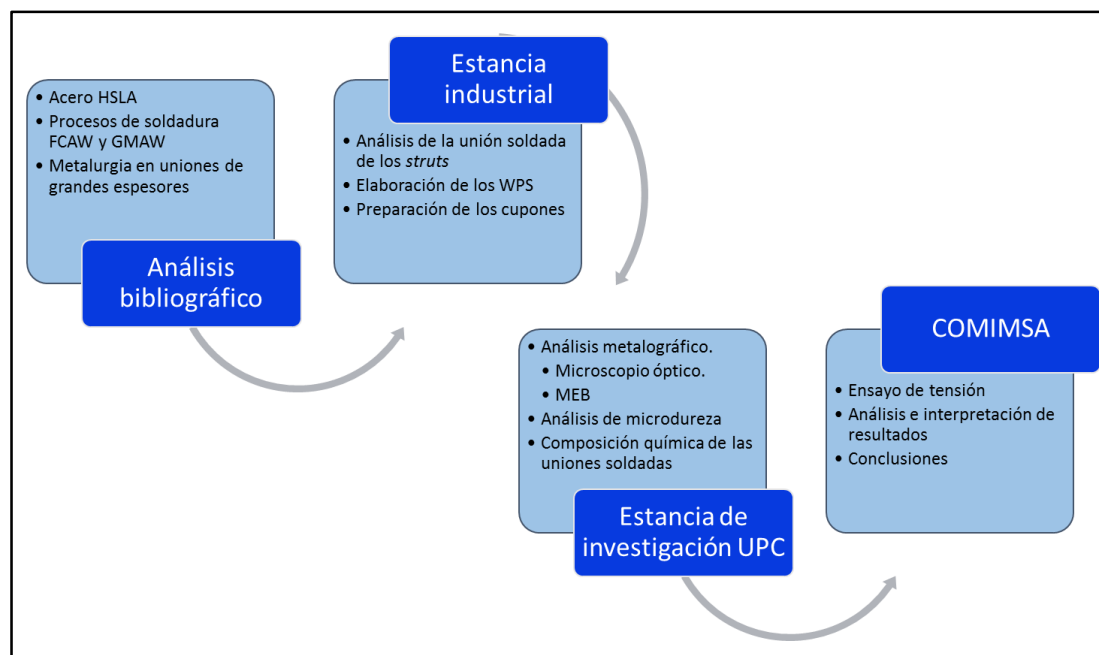 • Acero HSLA
• Procesos de soldadura
FCAW y GMAW
• Metalurgia en uniones de
grandes espesores
Análisis
bibliográfico
Estancia
industrial
• Análisis de la unión soldada
de los struts
• Elaboración de los WPS
• Preparación de los cupones
• Análisis metalográfico.
• Microscopio óptico.
• MEB
• Análisis de microdureza
• Composición química de las
uniones soldadas
Estancia de
investigación UPC
COMIMSA
• Ensayo de tensión
• Análisis e interpretación de
resultados
• Conclusiones